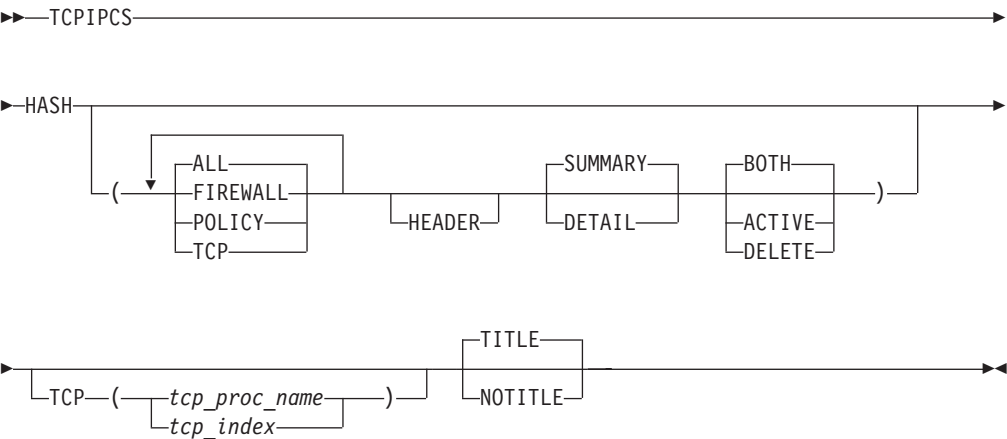 TCPIPCS
HASH
( ALL
FIREWALL
POLICY
TCP
HEADER
SUMMARY
DETAIL
BOTH
ACTIVE
DELETE
)
TCP ( tcp_proc_name )
tcp_index
TITLE
NOTITLE